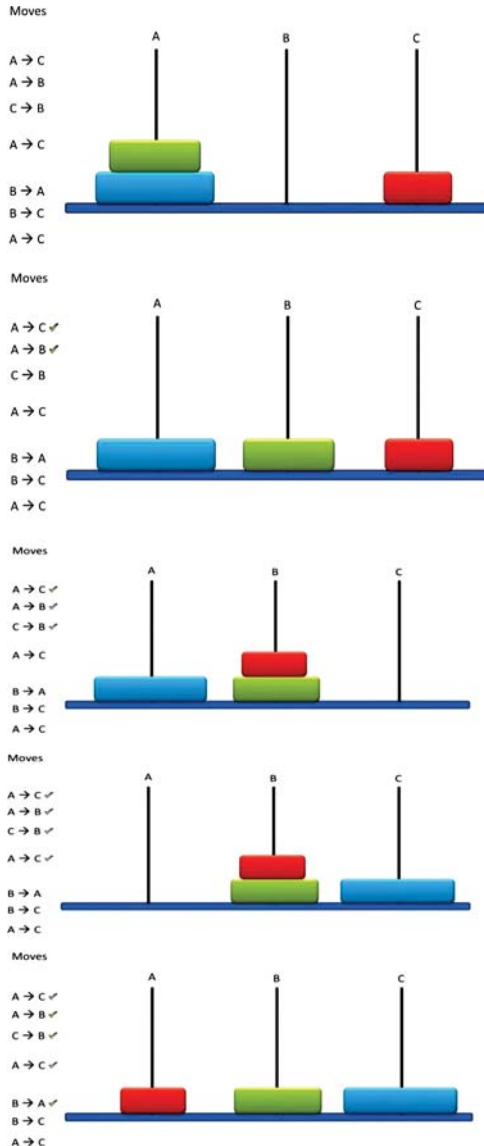 Moves
A B C
A → C
A → B
C → B
A → C
B → A
B → C
A → C
Moves
A B C
A → C ✓
A → B ✓
C → B
A → C
B → A
B → C
A → C
Moves
A B C
A → C ✓
A → B ✓
C → B ✓
A → C
B → A
B → C
A → C
Moves
A B C
A → C ✓
A → B ✓
C → B ✓
A → C ✓
B → A
B → C
A → C
Moves
A B C
A → C ✓
A → B ✓
C → B ✓
A → C ✓
B → A ✓
B → C
A → C